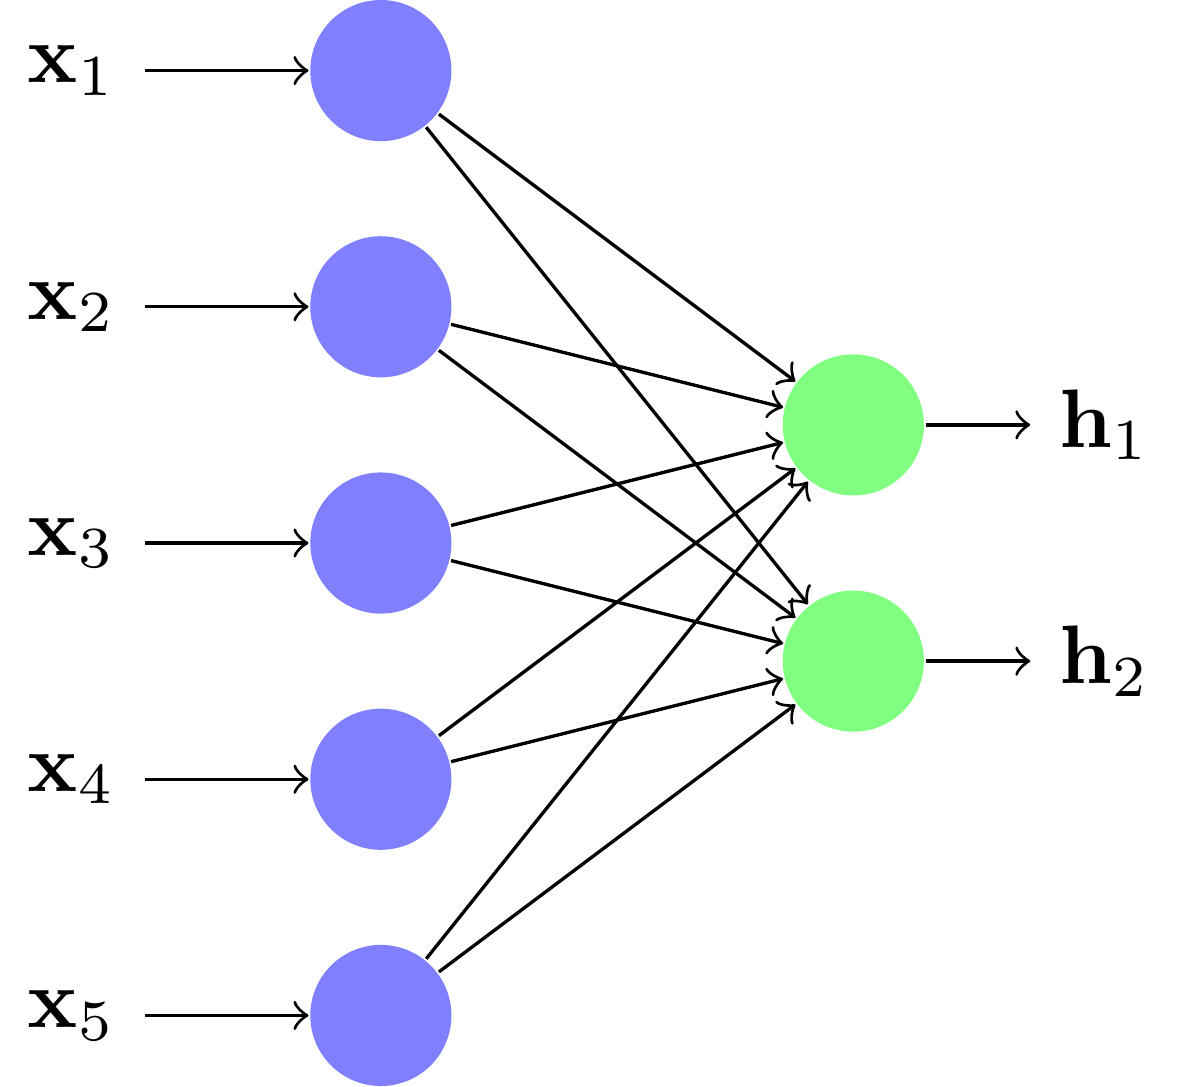 x₁
x₂
h₁
x₃
h₂
x₄
x₅